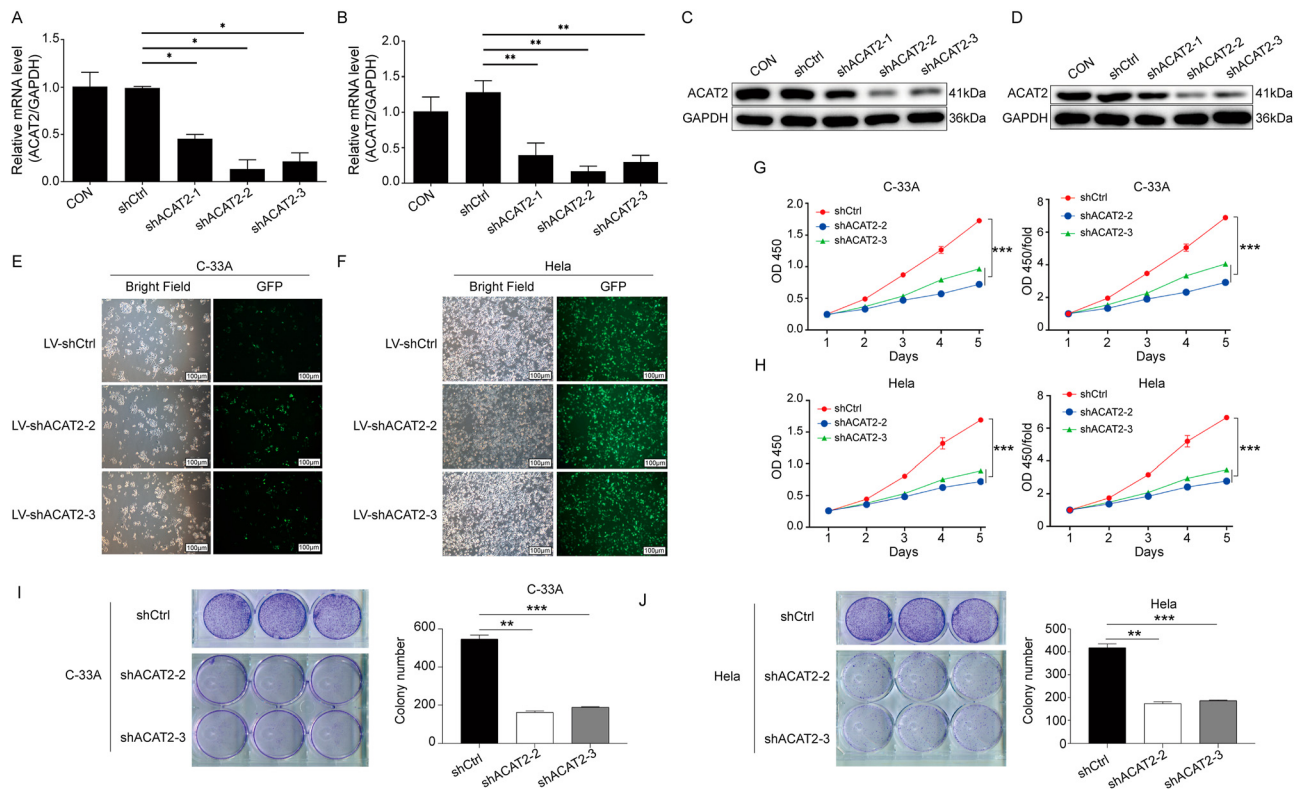 A
Relative mRNA level
(ACAT2/GAPDH)
1.5
1.0
0.5
0.0
*
*
*
CON
shCtrl
shACAT2-1
shACAT2-2
shACAT2-3
B
Relative mRNA level
(ACAT2/GAPDH)
2.0
1.5
1.0
0.5
0.0
**
**
**
CON
shCtrl
shACAT2-1
shACAT2-2
shACAT2-3
C
CON
shCtrl
shACAT2-1
shACAT2-2
shACAT2-3
ACAT2
41kDa
GAPDH
36kDa
D
CON
shCtrl
shACAT2-1
shACAT2-2
shACAT2-3
ACAT2
41kDa
GAPDH
36kDa
E
C-33A
Bright Field
GFP
LV-shCtrl
100μm
100μm
LV-shACAT2-2
100μm
100μm
LV-shACAT2-3
100μm
100μm
F
Hela
Bright Field
GFP
LV-shCtrl
100μm
100μm
LV-shACAT2-2
100μm
100μm
LV-shACAT2-3
100μm
100μm
G
C-33A
OD 450
2.0
1.5
1.0
0.5
0.0
shCtrl
shACAT2-2
shACAT2-3
***
1 2 3 4 5
Days
C-33A
OD 450/fold
8
6
4
2
0
shCtrl
shACAT2-2
shACAT2-3
***
1 2 3 4 5
Days
H
Hela
OD 450
2.0
1.5
1.0
0.5
0.0
shCtrl
shACAT2-2
shACAT2-3
***
1 2 3 4 5
Days
Hela
OD 450/fold
8
6
4
2
0
shCtrl
shACAT2-2
shACAT2-3
***
1 2 3 4 5
Days
I
C-33A
shCtrl
shACAT2-2
shACAT2-3
C-33A
Colony number
600
400
200
0
**
***
shCtrl
shACAT2-2
shACAT2-3
J
Hela
shCtrl
shACAT2-2
shACAT2-3
Hela
Colony number
500
400
300
200
100
0
**
***
shCtrl
shACAT2-2
shACAT2-3